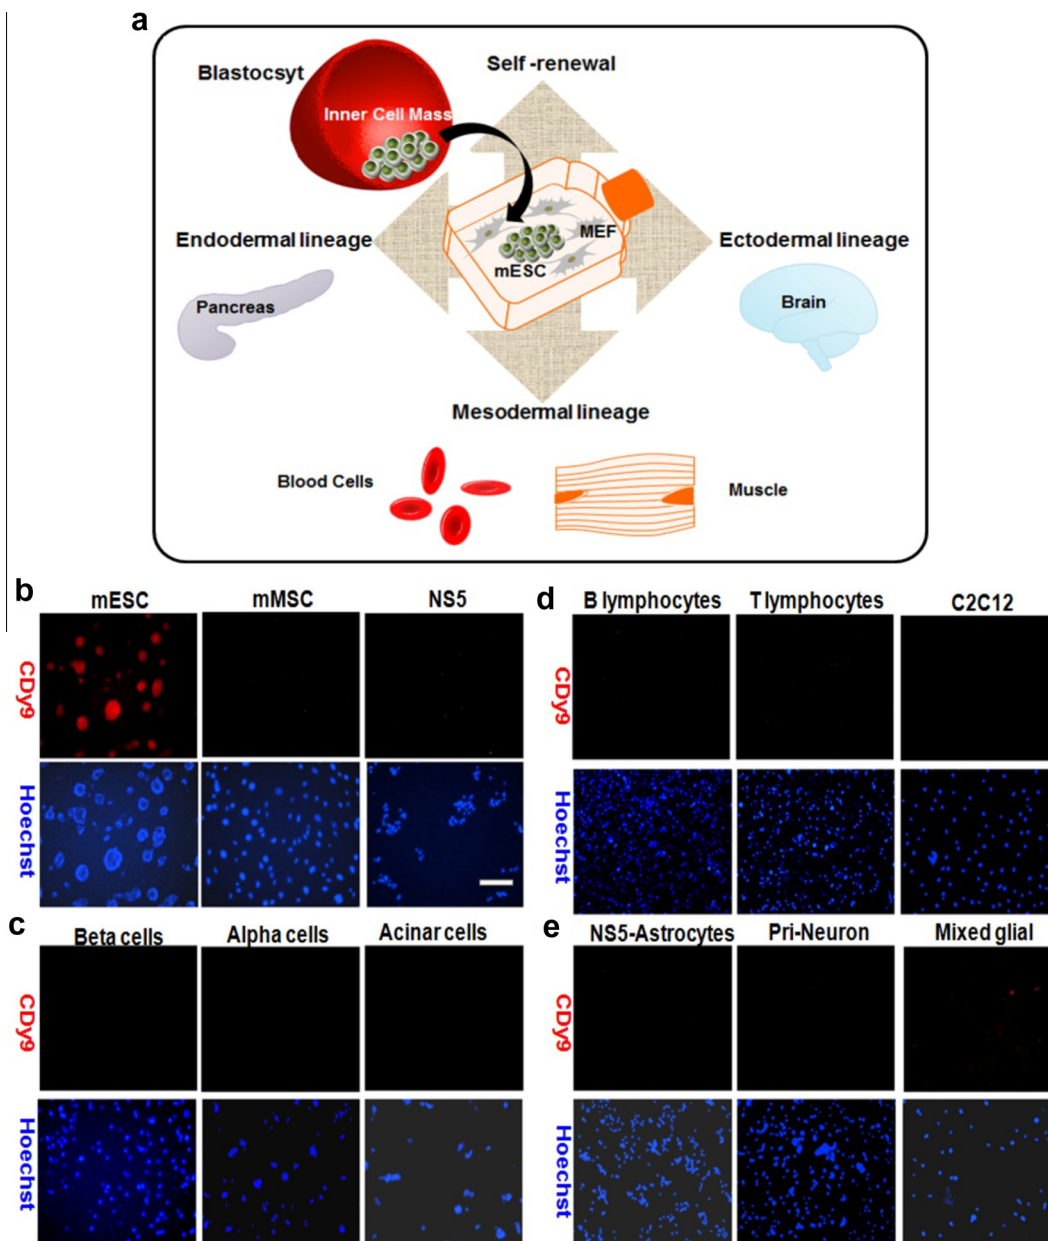 a
Blastocsyt
Self -renewal
Inner Cell Mass
MEF
mESC
Endodermal lineage
Ectodermal lineage
Pancreas
Brain
Mesodermal lineage
Blood Cells
Muscle
b
mESC
mMSC
NS5
CDy9
Hoechst
d
B lymphocytes
T lymphocytes
C2C12
CDy9
Hoechst
c
Beta cells
Alpha cells
Acinar cells
CDy9
Hoechst
e
NS5-Astrocytes
Pri-Neuron
Mixed glial
CDy9
Hoechst